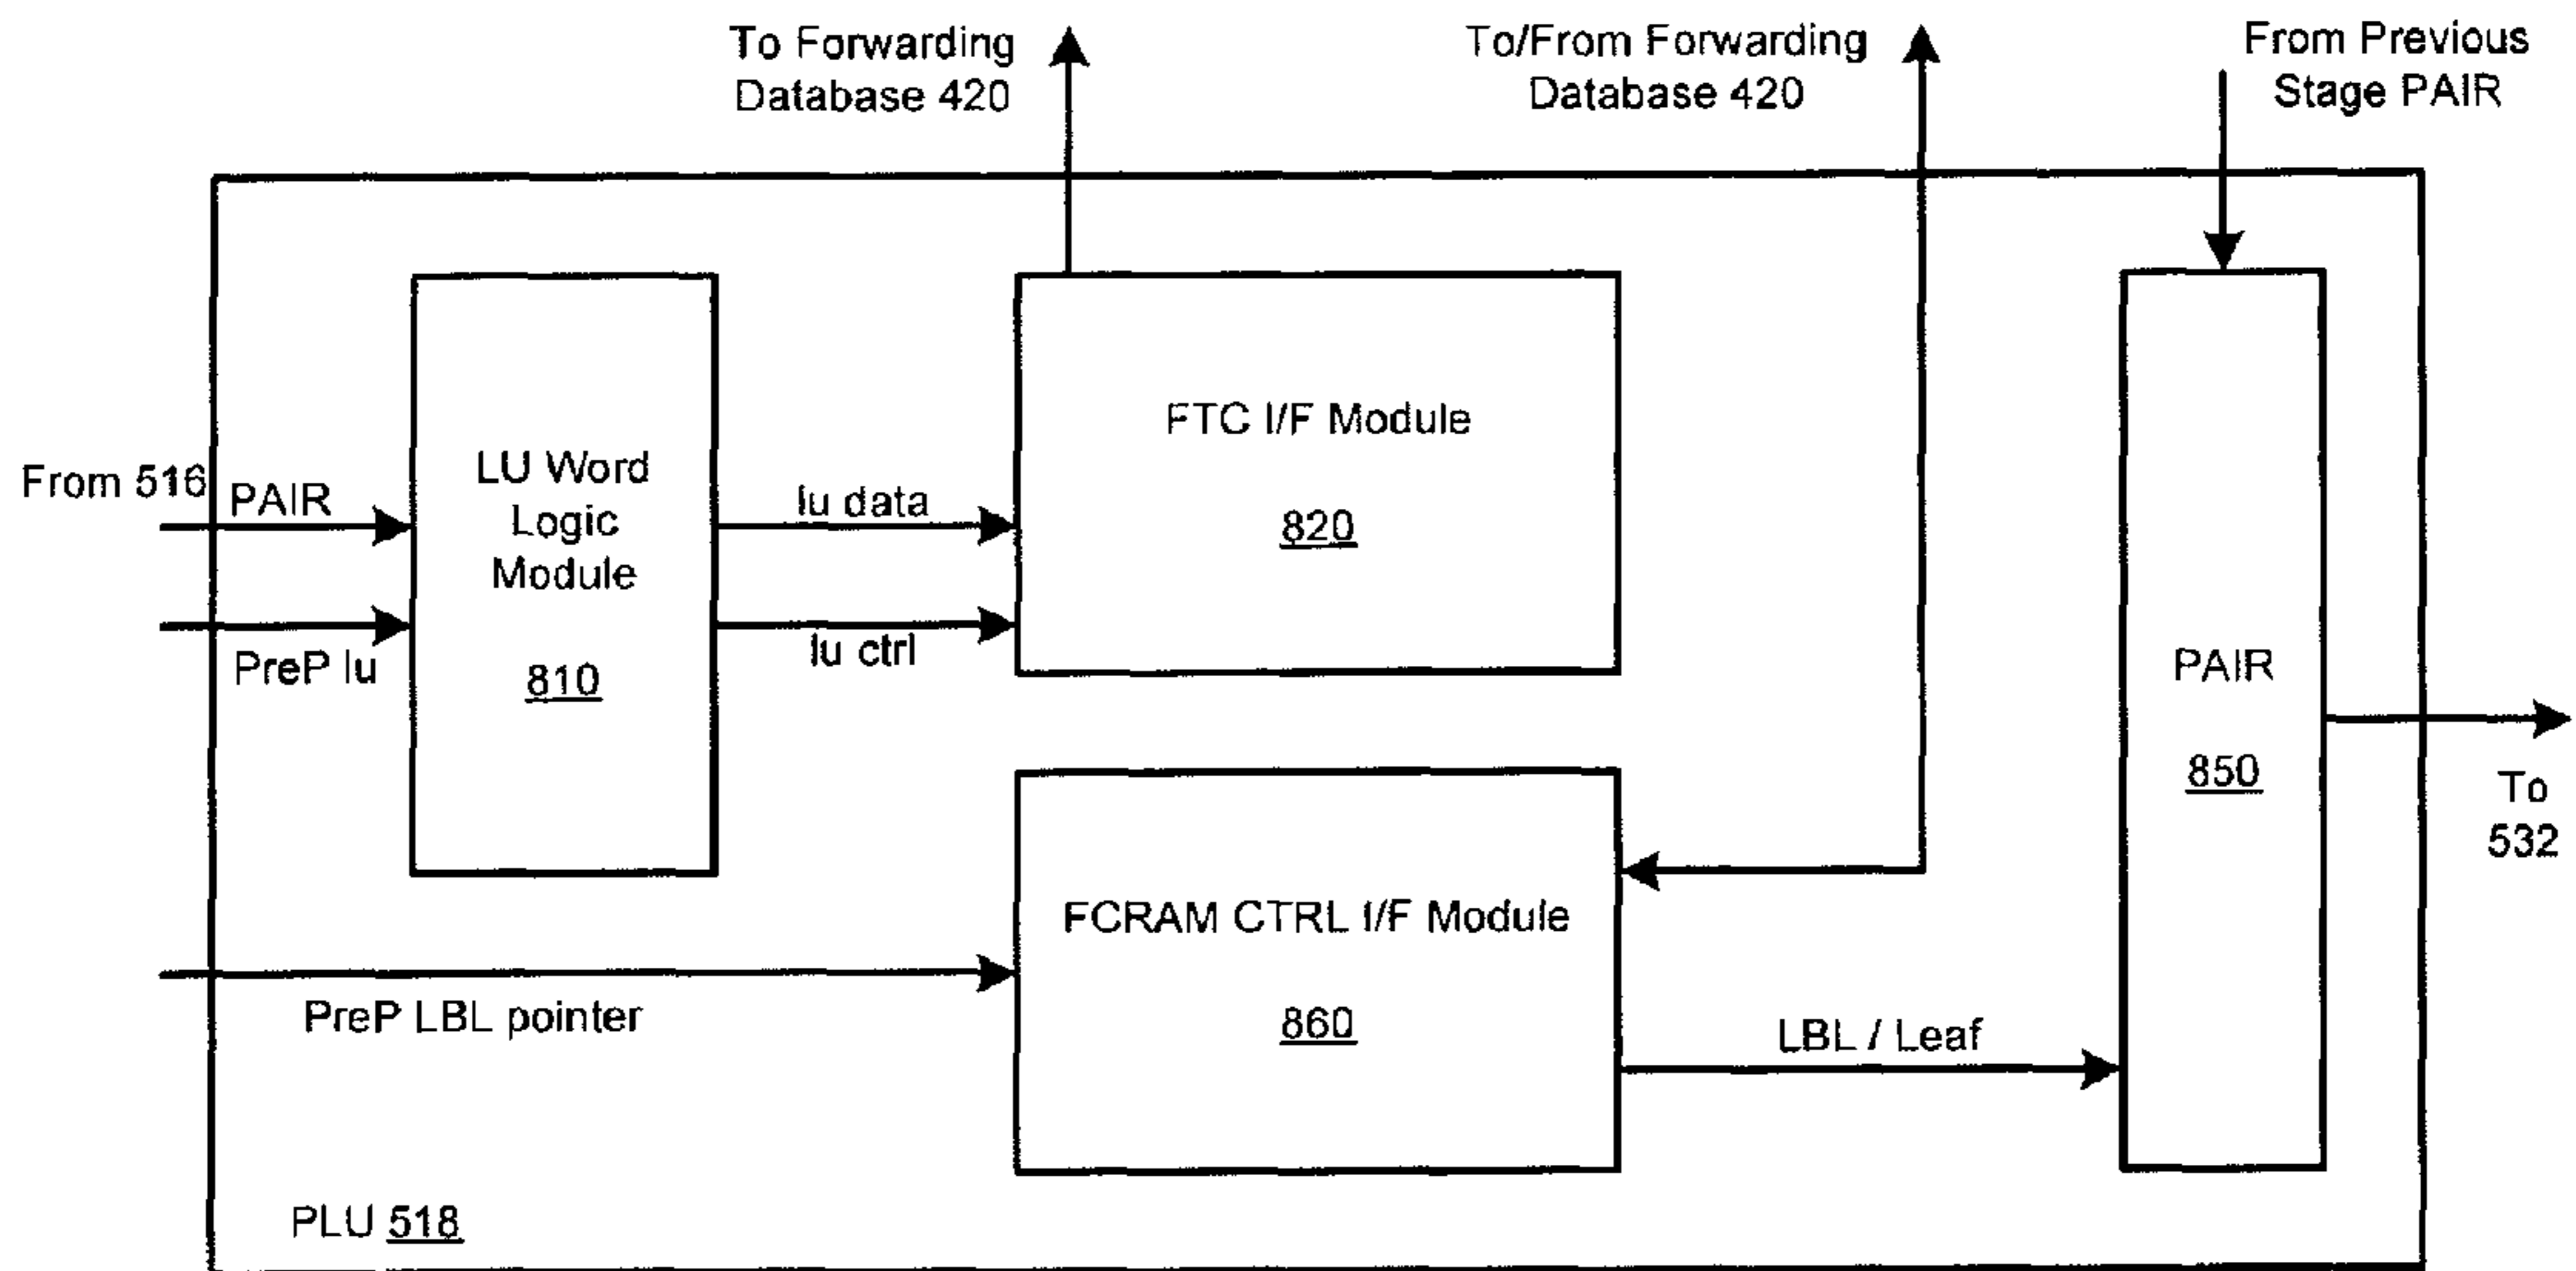 To Forwarding
Database 420
To/From Forwarding
Database 420
From Previous
Stage PAIR
From 516
PAIR
PreP lu
LU Word
Logic
Module
810
lu data
lu ctrl
FTC I/F Module
820
FCRAM CTRL I/F Module
860
PreP LBL pointer
LBL / Leaf
PAIR
850
To
532
PLU 518